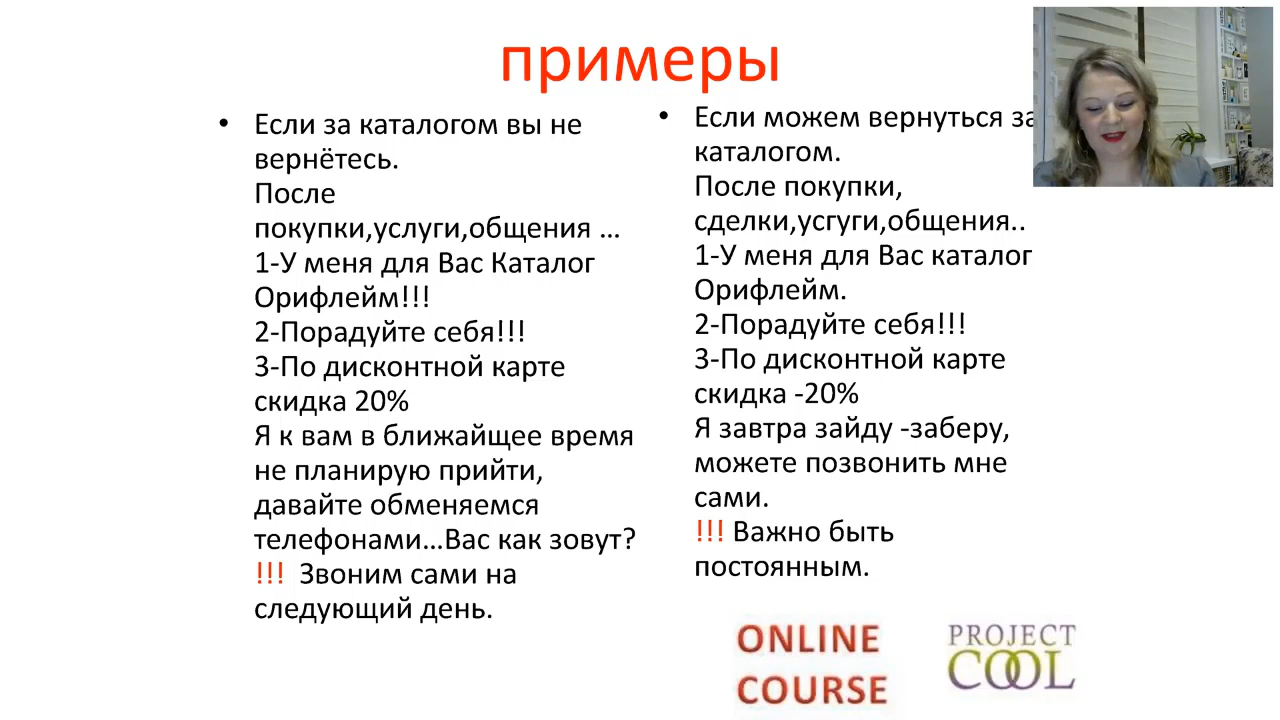 примеры
• Если за каталогом вы не
вернётесь.
После
покупки,услуги,общения ...
1-У меня для Вас Каталог
Орифлейм!!!
2-Порадуйте себя!!!
3-По дисконтной карте
скидка 20%
Я к вам в ближайщее время
не планирую прийти,
давайте обменяемся
телефонами...Вас как зовут?
!!! Звоним сами на
следующий день.
• Если можем вернуться за
каталогом.
После покупки,
сделки,усгуги,общения..
1-У меня для Вас каталог
Орифлейм.
2-Порадуйте себя!!!
3-По дисконтной карте
скидка -20%
Я завтра зайду -заберу,
можете позвонить мне
сами.
!!! Важно быть
постоянным.
ONLINE
COURSE
PROJECT
COOL